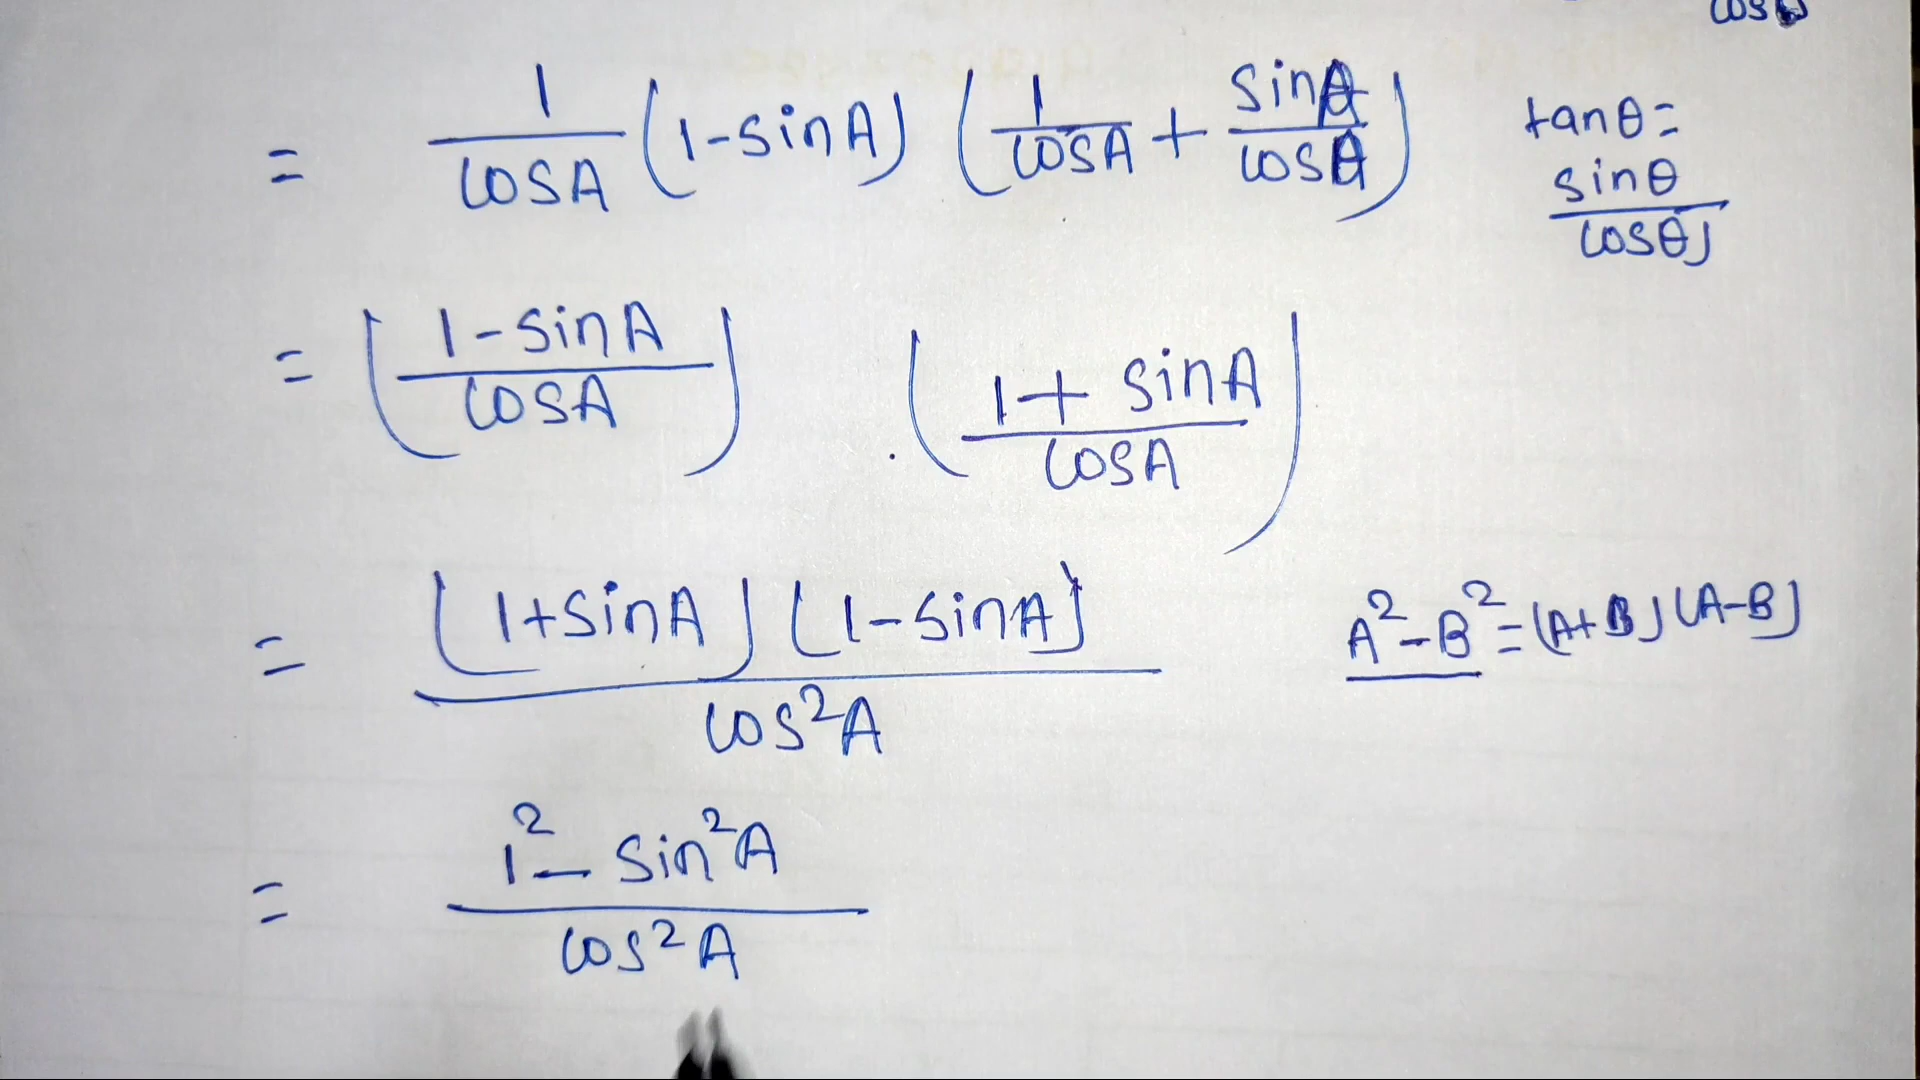 cosθ
= 1/cosA (1-sinA) (1/cosA + sinA/cosA)
tanθ =
sinθ/cosθ)
= (1-sinA/cosA) . (1+sinA/cosA)
= (1+sinA)(1-sinA)/cos²A
A²-B²=(A+B)(A-B)
= 1²-sin²A/cos²A